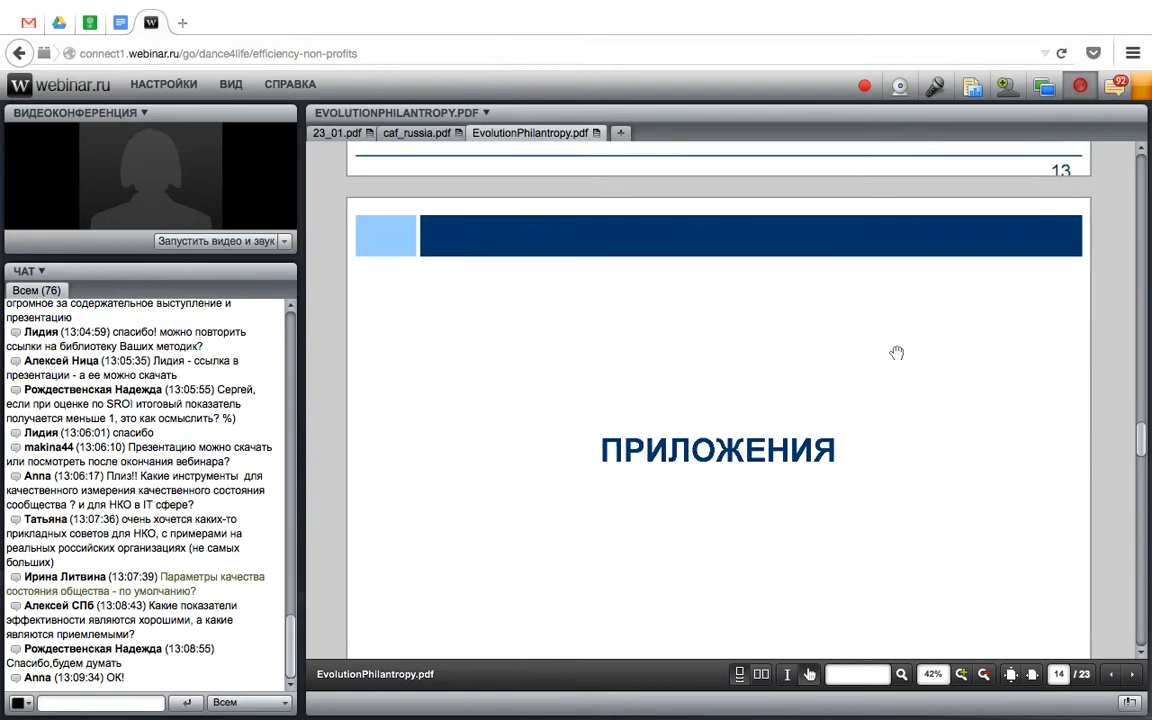 connect1.webinar.ru/go/dance4life/efficiency-non-profits
W webinar.ru НАСТРОЙКИ ВИД СПРАВКА
92
ВИДЕОКОНФЕРЕНЦИЯ
Запустить видео и звук
ЧАТ
Всем (76)
огромное за содержательное выступление и
презентацию
Лидия (13:04:59) спасибо! можно повторить
ссылки на библиотеку Ваших методик?
Алексей Ница (13:05:35) Лидия - ссылка в
презентации - а ее можно скачать
Рождественская Надежда (13:05:55) Сергей,
если при оценке по SROI итоговый показатель
получается меньше 1, это как осмыслить? %)
Лидия (13:06:01) спасибо
makina44 (13:06:10) Презентацию можно скачать
или посмотреть после окончания вебинара?
Anna (13:06:17) Плиз!! Какие инструменты для
качественного измерения качественного состояния
сообщества ? и для НКО в IT сфере?
Татьяна (13:07:36) очень хочется каких-то
прикладных советов для НКО, с примерами на
реальных российских организациях (не самых
больших)
Ирина Литвина (13:07:39) Параметры качества
состояния общества - по умолчанию?
Алексей СПб (13:08:43) Какие показатели
эффективности являются хорошими, а какие
являются приемлемыми?
Рождественская Надежда (13:08:55)
Спасибо,будем думать
Anna (13:09:34) ОК!
Всем
EVOLUTIONPHILANTROPY.PDF
23_01.pdf caf_russia.pdf EvolutionPhilantropy.pdf
13
ПРИЛОЖЕНИЯ
EvolutionPhilantropy.pdf 42% 14 / 23